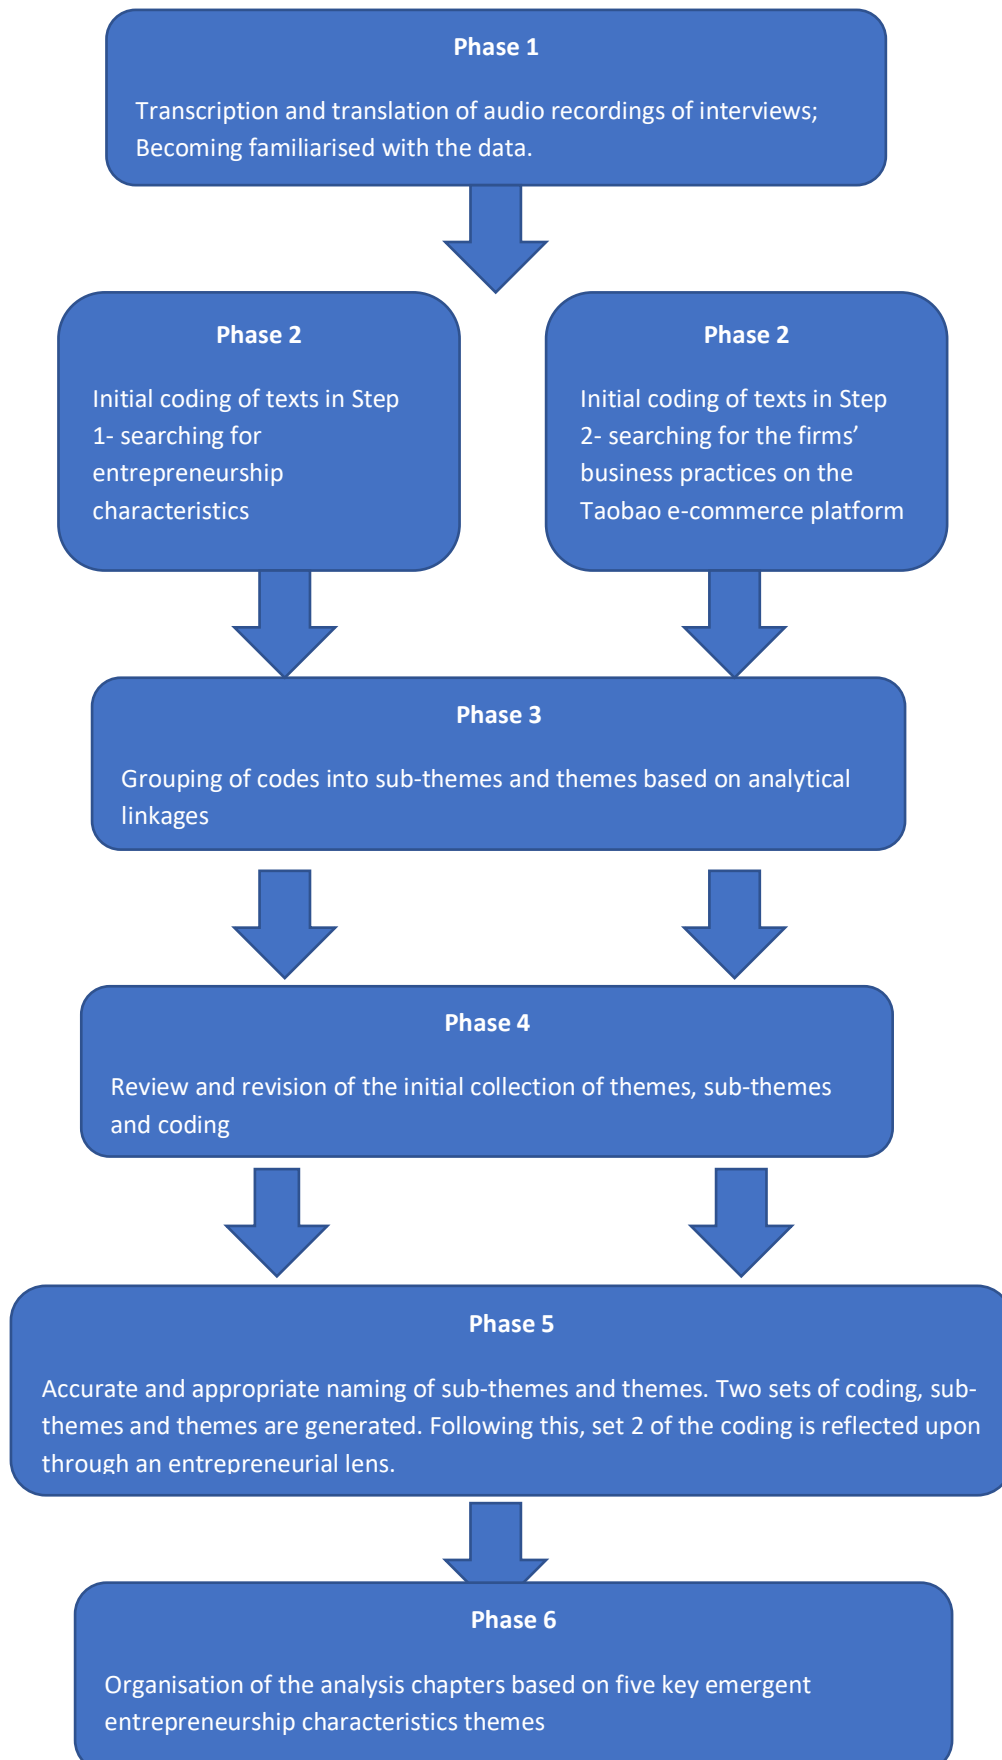 Phase 1
Transcription and translation of audio recordings of interviews;
Becoming familiarised with the data.
Phase 2
Initial coding of texts in Step
1- searching for
entrepreneurship
characteristics
Phase 2
Initial coding of texts in Step
2- searching for the firms’
business practices on the
Taobao e-commerce platform
Phase 3
Grouping of codes into sub-themes and themes based on analytical
linkages
Phase 4
Review and revision of the initial collection of themes, sub-themes
and coding
Phase 5
Accurate and appropriate naming of sub-themes and themes. Two sets of coding, sub-
themes and themes are generated. Following this, set 2 of the coding is reflected upon
through an entrepreneurial lens.
Phase 6
Organisation of the analysis chapters based on five key emergent
entrepreneurship characteristics themes